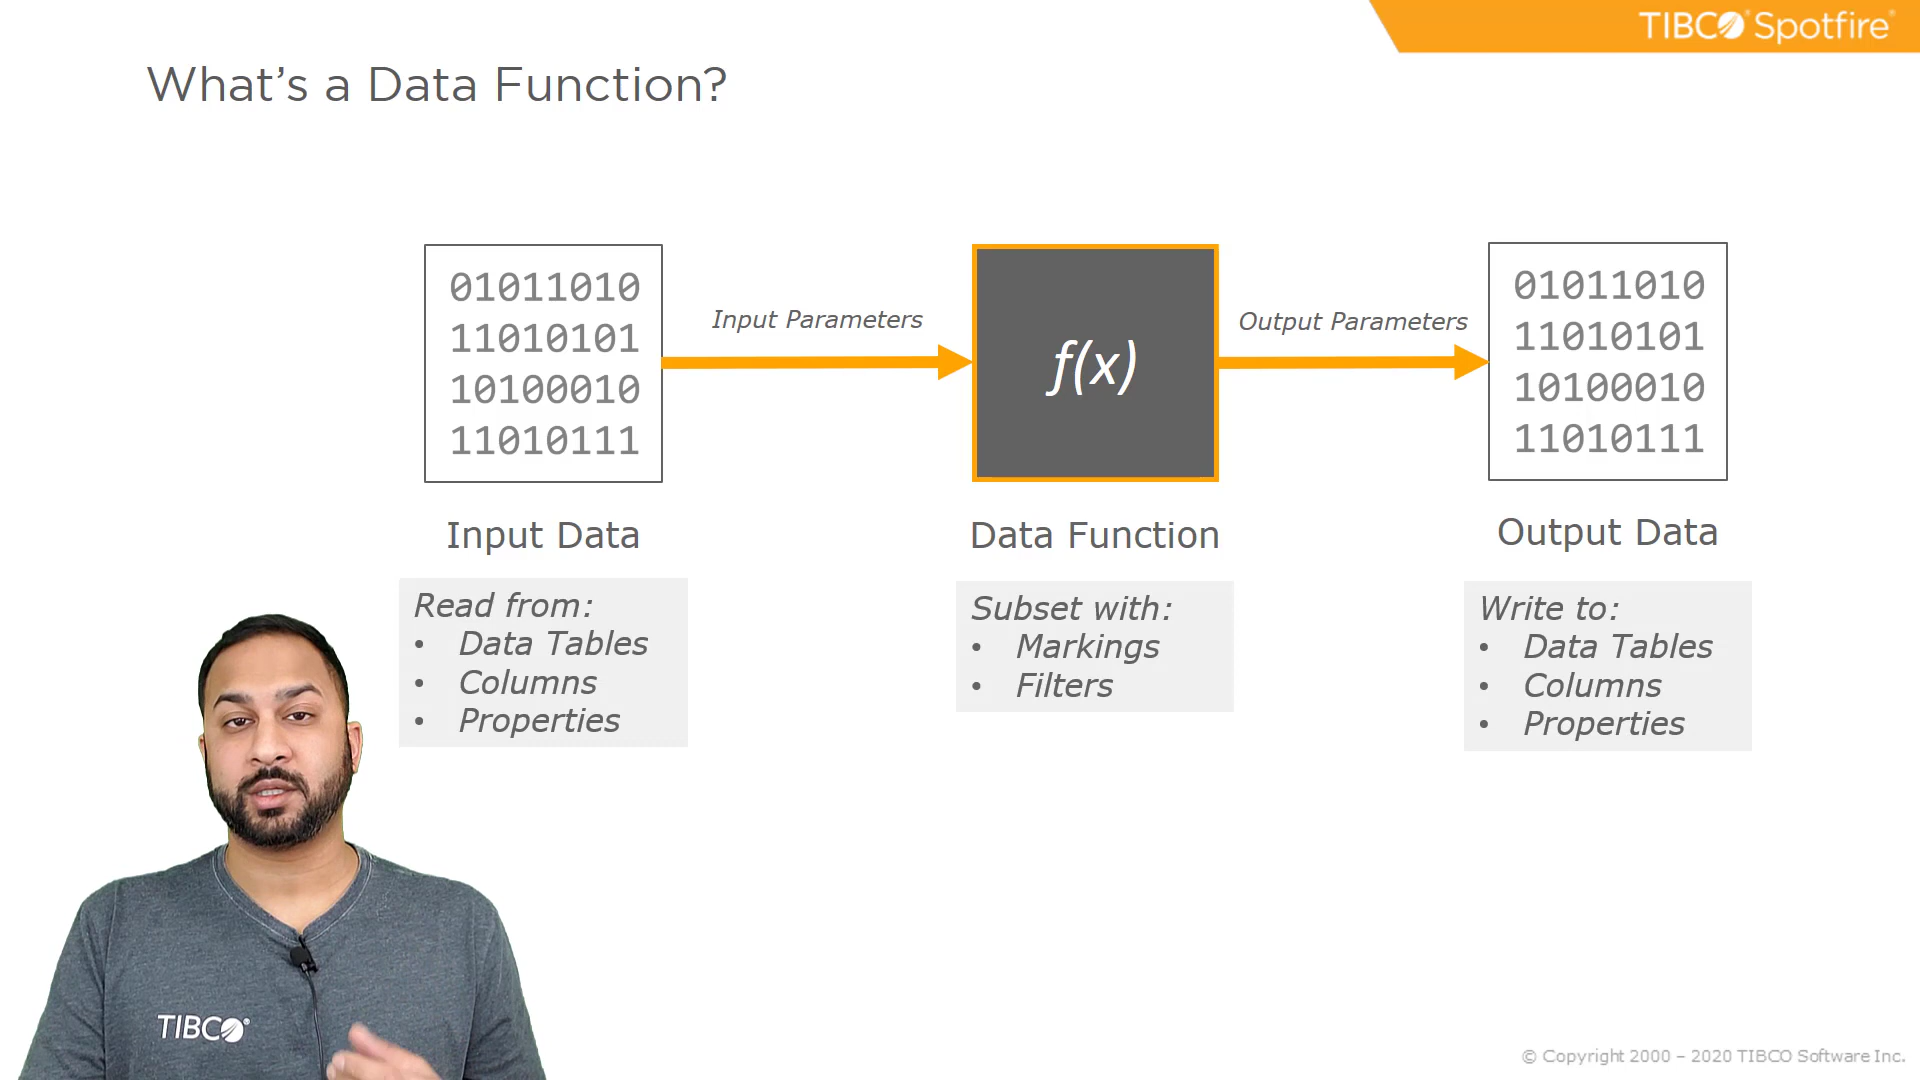 TIBCO® Spotfire®
What's a Data Function?
01011010
11010101
10100010
11010111
Input Parameters
f(x)
Output Parameters
01011010
11010101
10100010
11010111
Input Data
Data Function
Output Data
Read from:
• Data Tables
• Columns
• Properties
Subset with:
• Markings
• Filters
Write to:
• Data Tables
• Columns
• Properties
TIBCO®
© Copyright 2000 – 2020 TIBCO Software Inc.